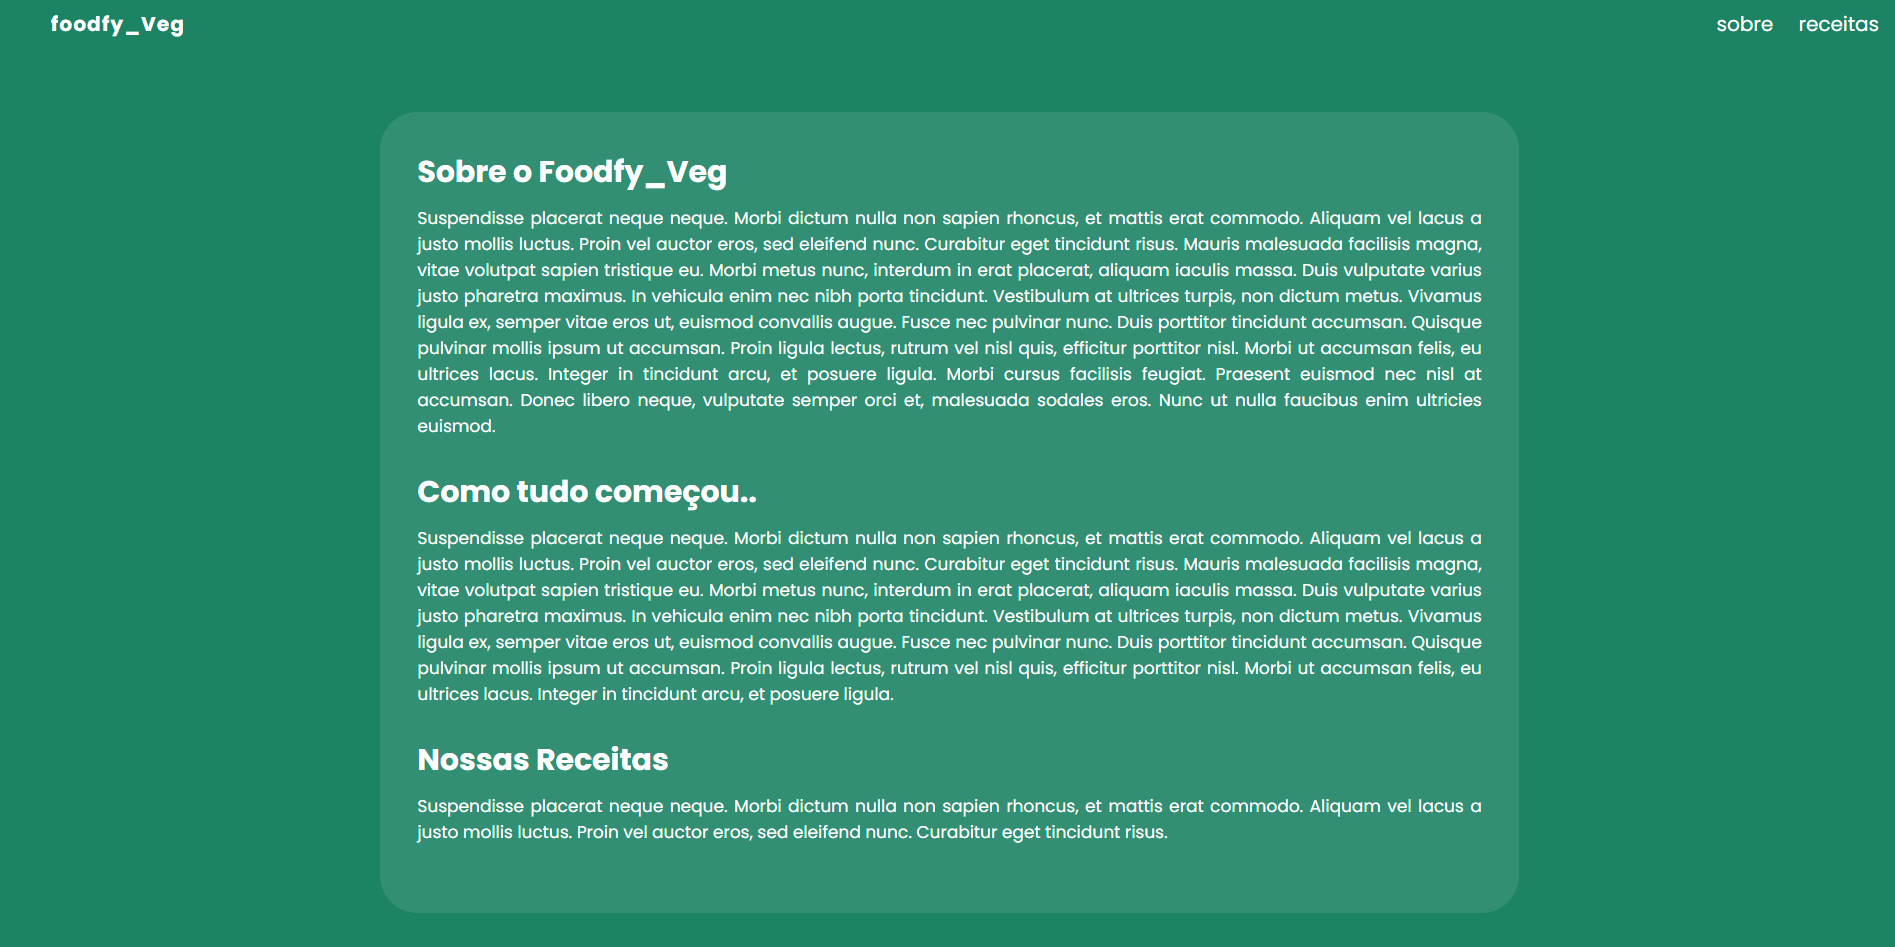 foodfy_Veg
sobre receitas
Sobre o Foodfy_Veg
Suspendisse placerat neque neque. Morbi dictum nulla non sapien rhoncus, et mattis erat commodo. Aliquam vel lacus a
justo mollis luctus. Proin vel auctor eros, sed eleifend nunc. Curabitur eget tincidunt risus. Mauris malesuada facilisis magna,
vitae volutpat sapien tristique eu. Morbi metus nunc, interdum in erat placerat, aliquam iaculis massa. Duis vulputate varius
justo pharetra maximus. In vehicula enim nec nibh porta tincidunt. Vestibulum at ultrices turpis, non dictum metus. Vivamus
ligula ex, semper vitae eros ut, euismod convallis augue. Fusce nec pulvinar nunc. Duis porttitor tincidunt accumsan. Quisque
pulvinar mollis ipsum ut accumsan. Proin ligula lectus, rutrum vel nisl quis, efficitur porttitor nisl. Morbi ut accumsan felis, eu
ultrices lacus. Integer in tincidunt arcu, et posuere ligula. Morbi cursus facilisis feugiat. Praesent euismod nec nisl at
accumsan. Donec libero neque, vulputate semper orci et, malesuada sodales eros. Nunc ut nulla faucibus enim ultricies
euismod.
Como tudo começou..
Suspendisse placerat neque neque. Morbi dictum nulla non sapien rhoncus, et mattis erat commodo. Aliquam vel lacus a
justo mollis luctus. Proin vel auctor eros, sed eleifend nunc. Curabitur eget tincidunt risus. Mauris malesuada facilisis magna,
vitae volutpat sapien tristique eu. Morbi metus nunc, interdum in erat placerat, aliquam iaculis massa. Duis vulputate varius
justo pharetra maximus. In vehicula enim nec nibh porta tincidunt. Vestibulum at ultrices turpis, non dictum metus. Vivamus
ligula ex, semper vitae eros ut, euismod convallis augue. Fusce nec pulvinar nunc. Duis porttitor tincidunt accumsan. Quisque
pulvinar mollis ipsum ut accumsan. Proin ligula lectus, rutrum vel nisl quis, efficitur porttitor nisl. Morbi ut accumsan felis, eu
ultrices lacus. Integer in tincidunt arcu, et posuere ligula.
Nossas Receitas
Suspendisse placerat neque neque. Morbi dictum nulla non sapien rhoncus, et mattis erat commodo. Aliquam vel lacus a
justo mollis luctus. Proin vel auctor eros, sed eleifend nunc. Curabitur eget tincidunt risus.